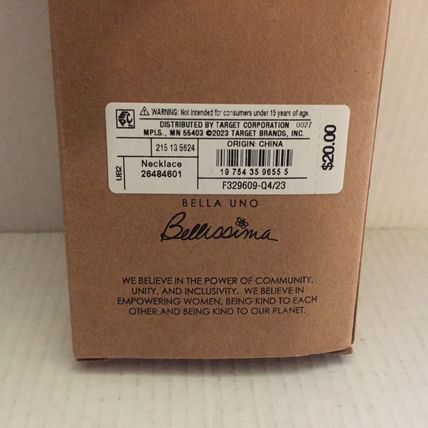 WARNING: Not intended for consumers under 15 years of age.
DISTRIBUTED BY TARGET CORPORATION 0027
MPLS., MN 55403 ©2023 TARGET BRANDS, INC.
215 13 5624
ORIGIN: CHINA
UB2
Necklace
26484601
19 754 35 9655 5
F329609-Q4/23
$20.00
BELLA UNO
Bellissima
WE BELIEVE IN THE POWER OF COMMUNITY,
UNITY, AND INCLUSIVITY. WE BELIEVE IN
EMPOWERING WOMEN, BEING KIND TO EACH
OTHER AND BEING KIND TO OUR PLANET.